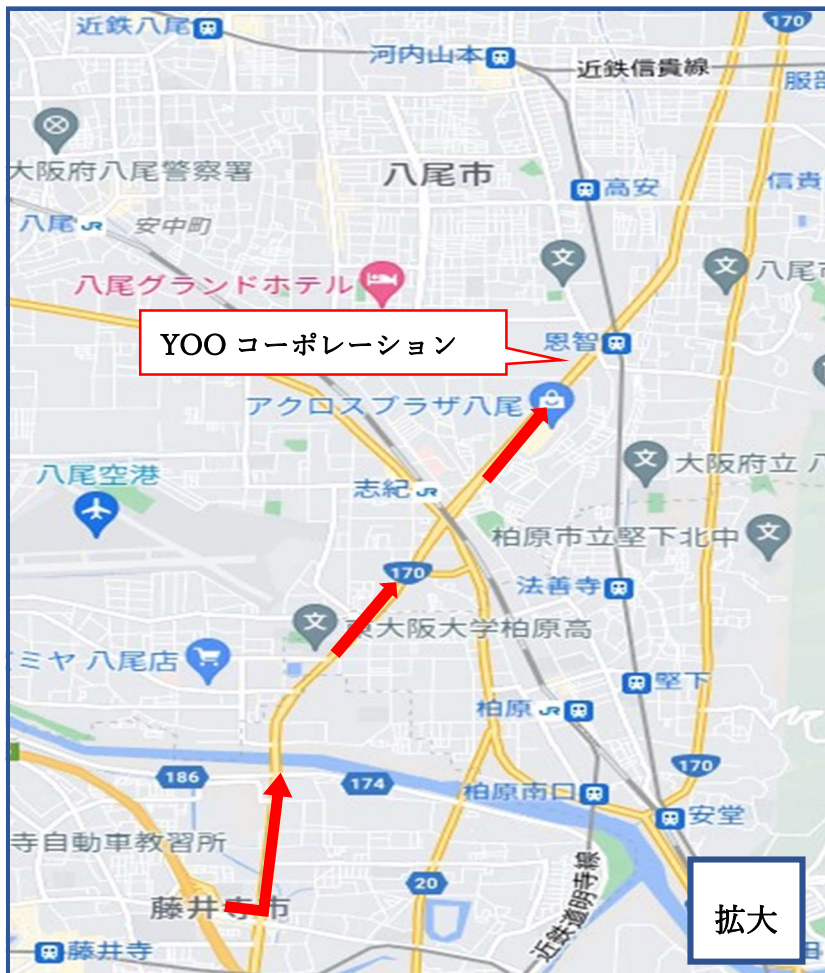 170
近鉄八尾
河内山本
近鉄信貴線
服部
大阪府八尾警察署
八尾市
高安
信貴
八尾 JR
安中町
八尾グランドホテル
八尾市
YOO コーポレーション
恩智
アクロスプラザ八尾
大阪府立 八
八尾空港
志紀 JR
柏原市立堅下北中
170
法善寺
東大阪大学柏原高
ズミヤ 八尾店
堅下
柏原 JR
170
186
174
柏原南口
安堂
寺自動車教習所
20
近鉄道明寺線
藤井寺市
拡大
藤井寺